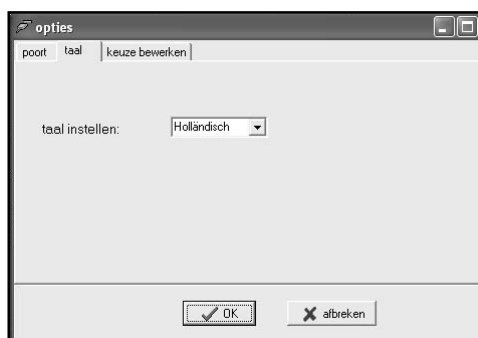 opties
poort taal keuze bewerken
taal instellen: Holländisch
OK afbreken